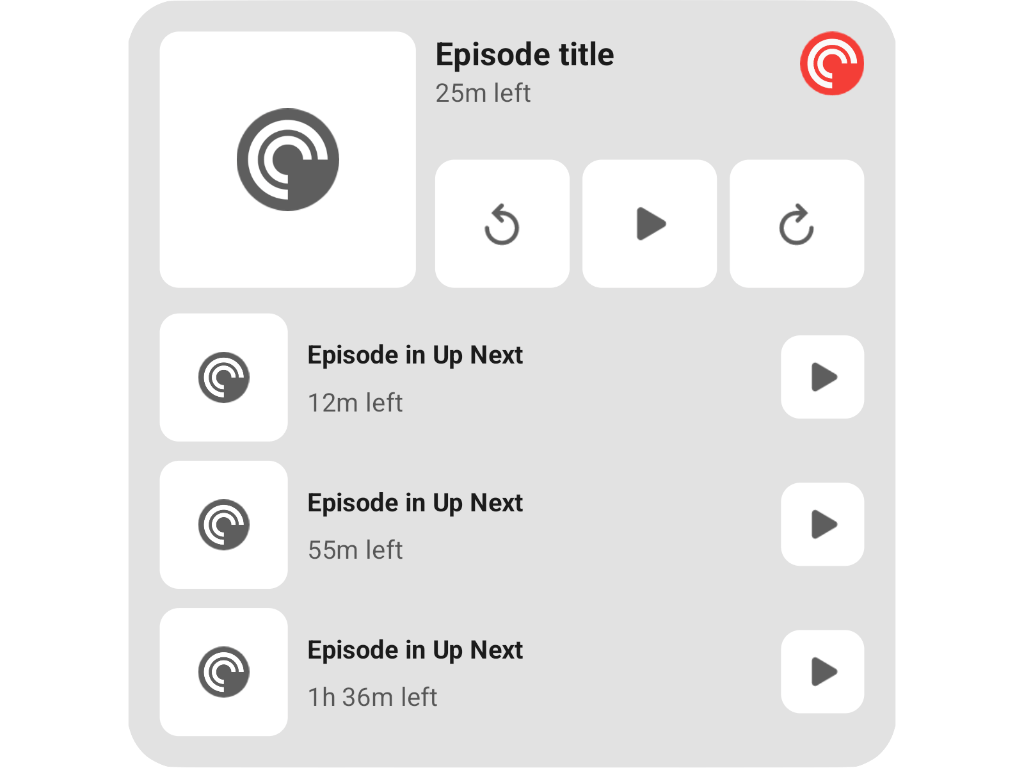 Episode title
25m left
Episode in Up Next
12m left
Episode in Up Next
55m left
Episode in Up Next
1h 36m left